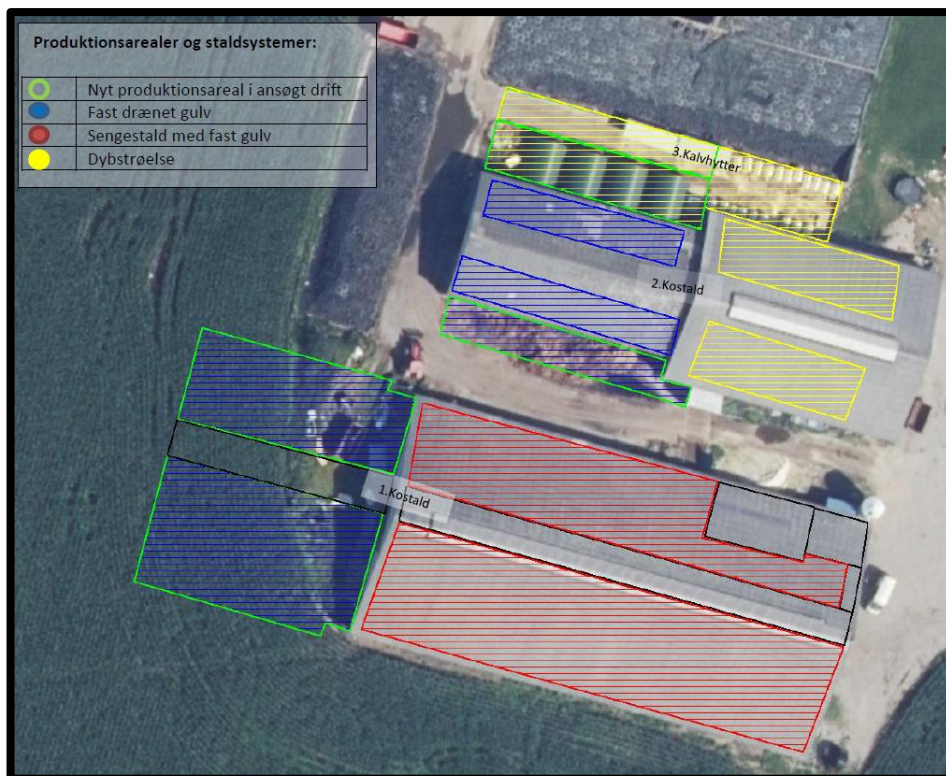 Produktionsarealer og staldsystemer:
Nyt produktionsareal i ansøgt drift
Fast drænet gulv
Sengestald med fast gulv
Dybstrøelse
3.Kalvhytter
2.Kostald
1.Kostald